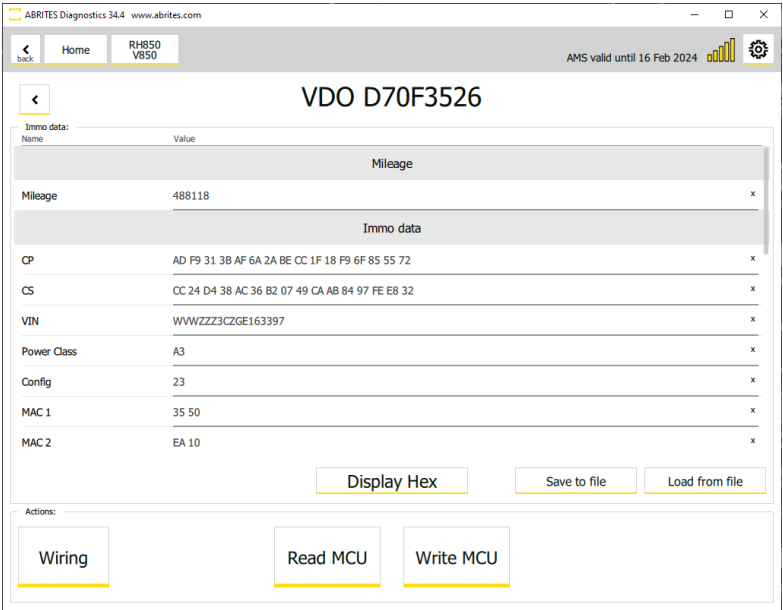 ABRITES Diagnostics 34.4 www.abrites.com
back
Home
RH850
V850
AMS valid until 16 Feb 2024
VDO D70F3526
Immo data:
Name Value
Mileage
Mileage 488118 x
Immo data
CP AD F9 31 3B AF 6A 2A BE CC 1F 18 F9 6F 85 55 72 x
CS CC 24 D4 38 AC 36 B2 07 49 CA AB 84 97 FE E8 32 x
VIN WVWZZZ3CZGE163397 x
Power Class A3 x
Config 23 x
MAC 1 35 50 x
MAC 2 EA 10 x
Display Hex Save to file Load from file
Actions:
Wiring Read MCU Write MCU